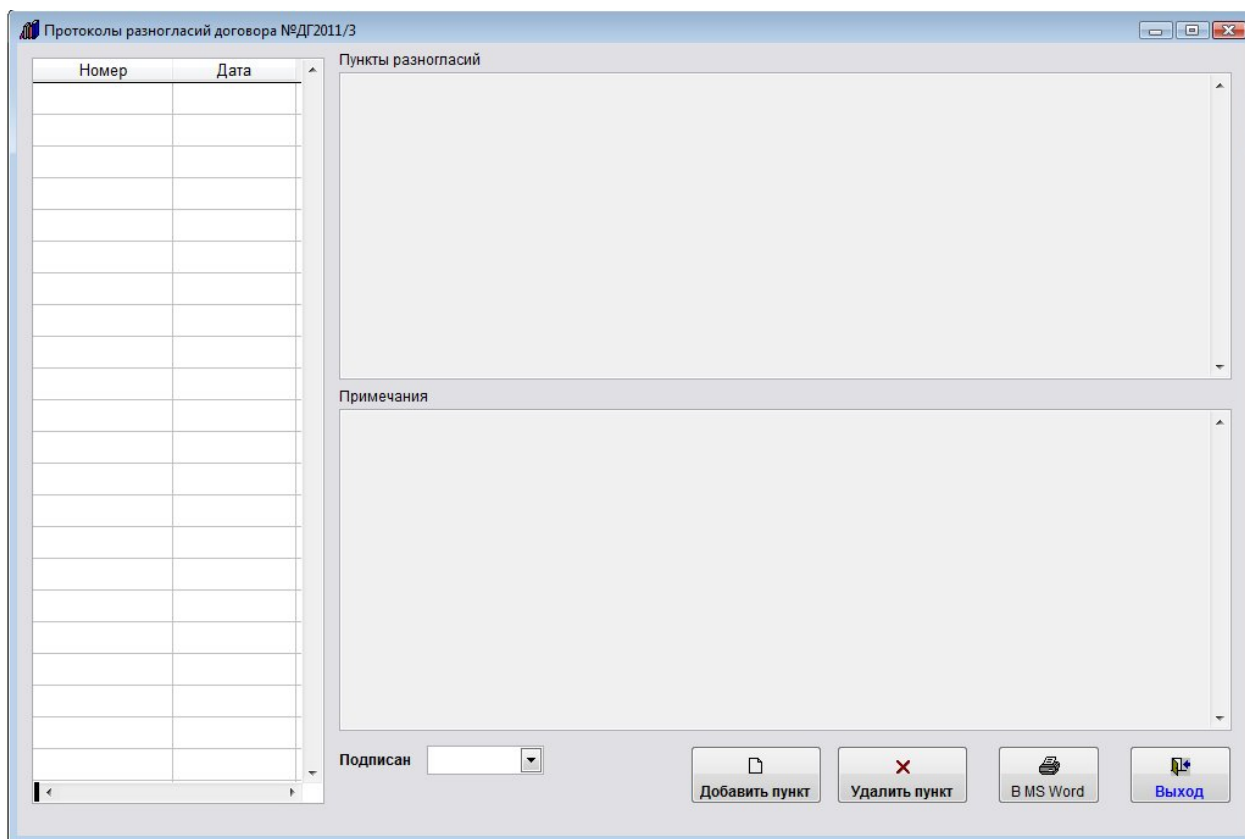 Протоколы разногласий договора №ДГ2011/3
Номер Дата
Пункты разногласий
Примечания
Подписан
Добавить пункт
Удалить пункт
В MS Word
Выход